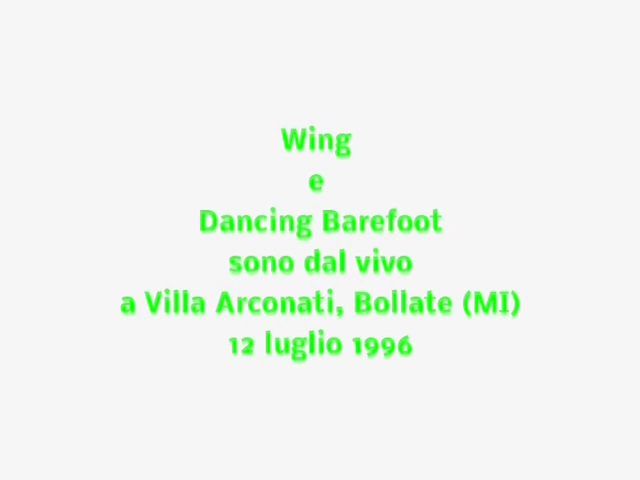 Wing
e
Dancing Barefoot
sono dal vivo
a Villa Arconati, Bollate (MI)
12 luglio 1996